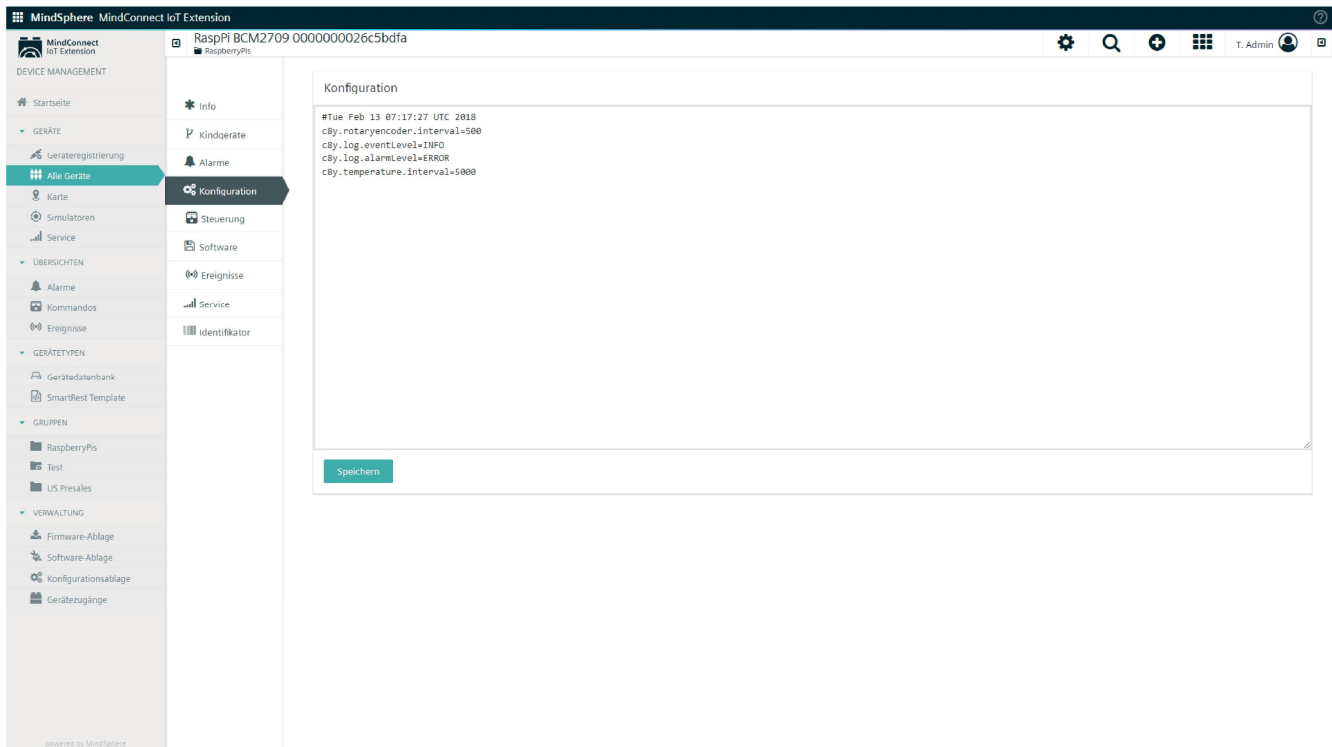 MindSphere MindConnect IoT Extension
MindConnect
IoT Extension
RaspPi BCM2709 0000000026c5bdfa
RaspberryPis
T. Admin
DEVICE MANAGEMENT
Startseite
GERÄTE
Geräteregistrierung
Alle Geräte
Karte
Simulatoren
Service
ÜBERSICHTEN
Alarme
Kommandos
Ereignisse
GERÄTETYPEN
Gerätedatenbank
SmartRest Template
GRUPPEN
RaspberryPis
Test
US Presales
VERWALTUNG
Firmware-Ablage
Software-Ablage
Konfigurationsablage
Gerätezugänge
powered by MindSphere
Info
Kindgeräte
Alarme
Konfiguration
Steuerung
Software
Ereignisse
Service
Identifikator
Konfiguration
#Tue Feb 13 07:17:27 UTC 2018
c8y.rotaryencoder.interval=500
c8y.log.eventLevel=INFO
c8y.log.alarmLevel=ERROR
c8y.temperature.interval=5000
Speichern